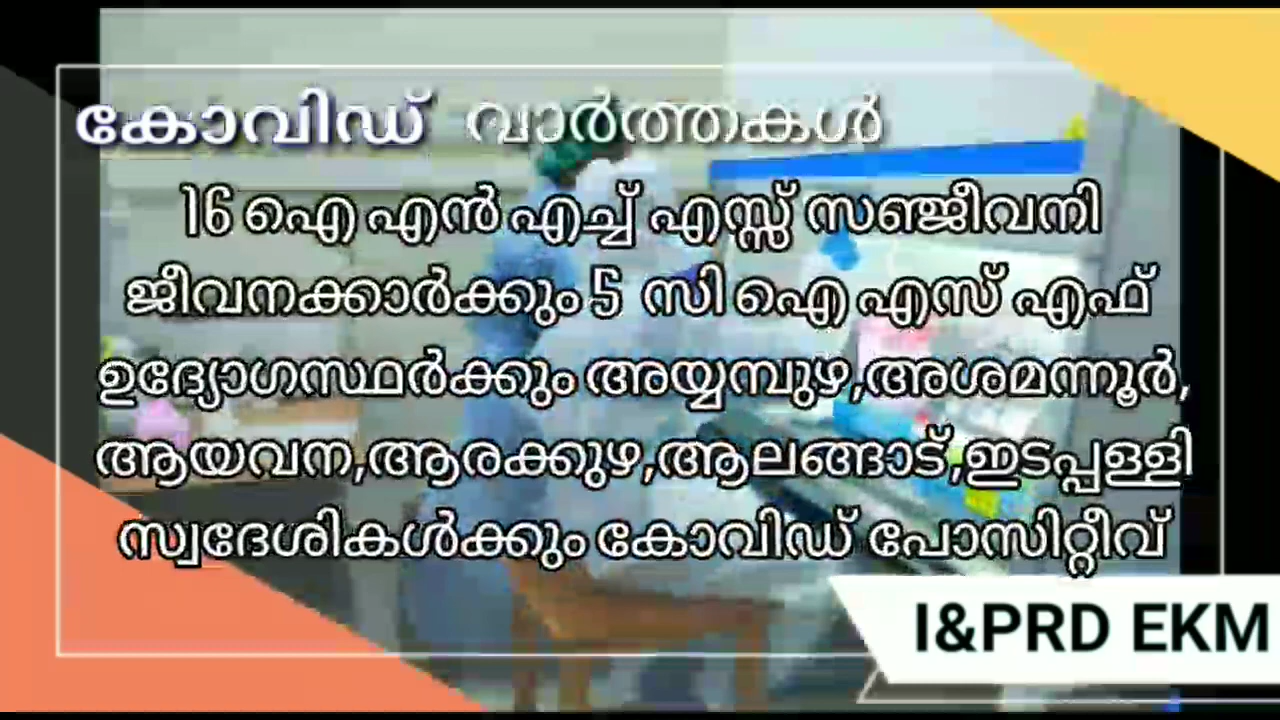 കോവിഡ് വാർത്തകൾ
16 ഐ എൻ എച്ച് എസ്സ് സഞ്ജീവനി
ജീവനക്കാർക്കും 5 സി ഐ എസ് എഫ്
ഉദ്യോഗസ്ഥർക്കും അയ്യമ്പുഴ,അശമന്നൂർ,
ആയവന,ആരക്കുഴ,ആലങ്ങാട്,ഇടപ്പള്ളി
സ്വദേശികൾക്കും കോവിഡ് പോസിറ്റീവ്
I&PRD EKM